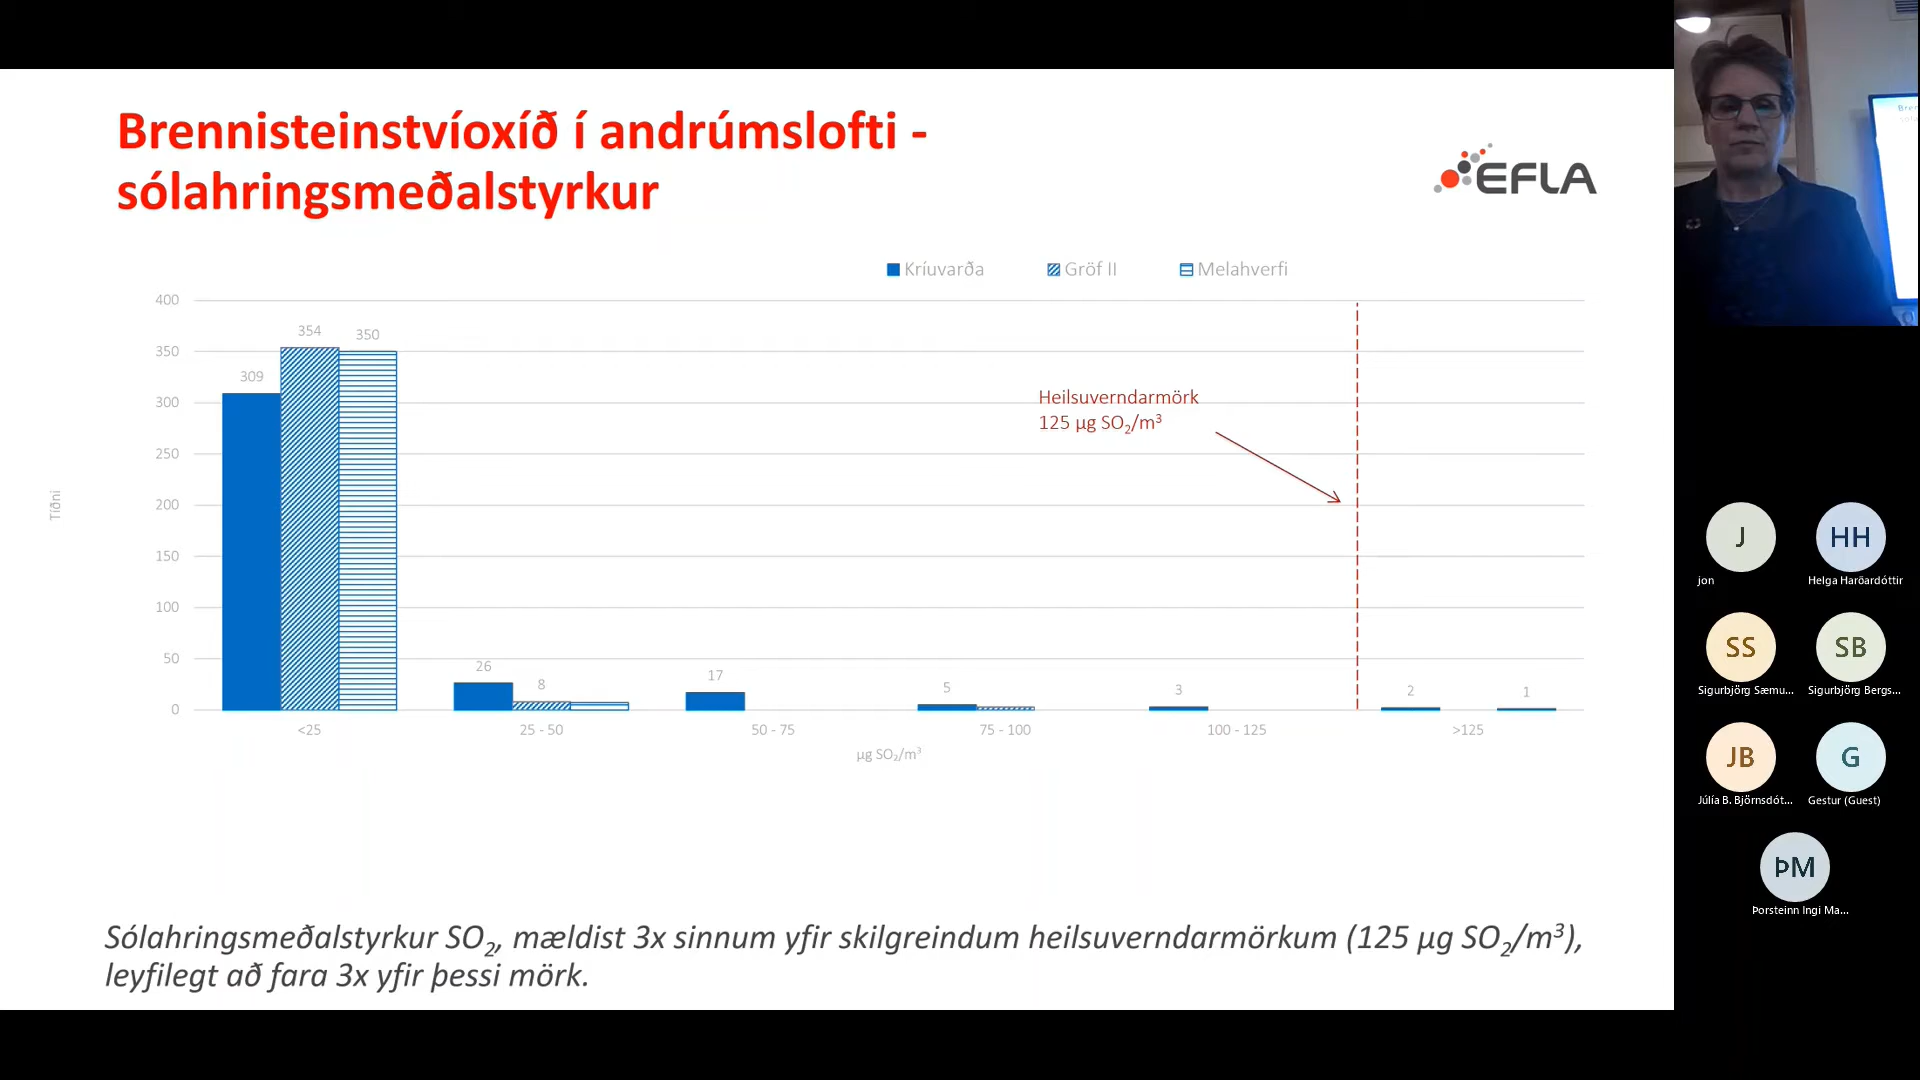 Brennisteinstvíoxíð í andrúmslofti -
sólahringsmeðalstyrkur
EFLA
Kríuvarða
Gröf II
Melahverfi
400
350
300
250
200
150
100
50
0
Tíðni
309
354
350
26
8
17
5
3
2
1
Heilsuverndarmörk
125 µg SO₂/m³
<25
25 - 50
50 - 75
75 - 100
100 - 125
>125
µg SO₂/m³
Sólahringsmeðalstyrkur SO₂, mældist 3x sinnum yfir skilgreindum heilsuverndarmörkum (125 µg SO₂/m³),
leyfilegt að fara 3x yfir þessi mörk.
J
jon
HH
Helga Harðardóttir
SS
Sigurbjörg Sæmu...
SB
Sigurbjörg Bergs...
JB
Júlía B. Björnsdót...
G
Gestur (Guest)
ÞM
Þorsteinn Ingi Ma...